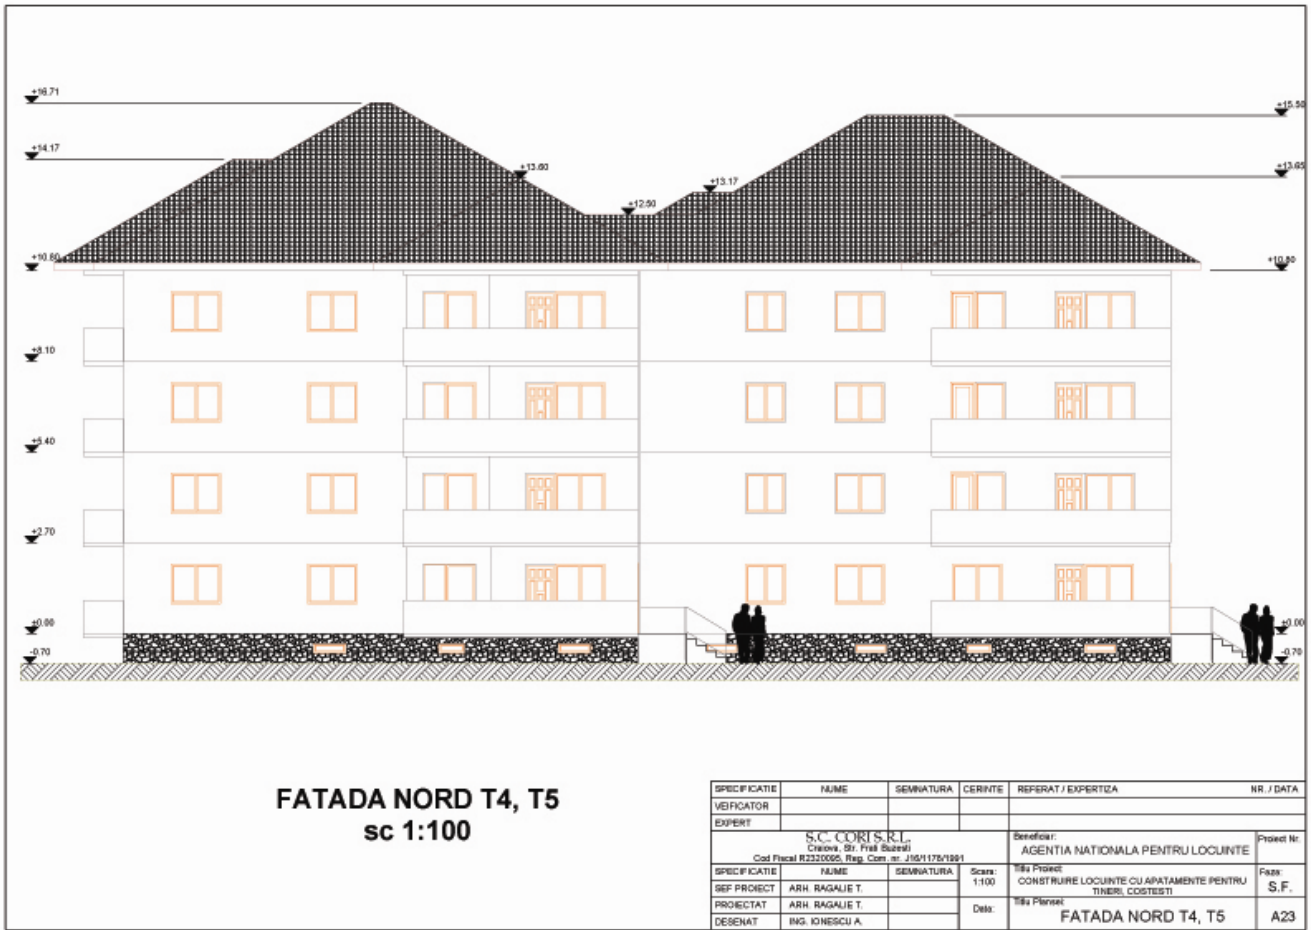 +16.71
+15.50
+14.17
+13.60
+13.65
+13.17
+12.50
+10.80
+10.80
+8.10
+5.40
+2.70
±0.00
±0.00
-0.70
-0.70
FATADA NORD T4, T5
sc 1:100
SPECIFICATIE NUME SEMNATURA CERINTE REFERAT / EXPERTIZA NR. / DATA
VEIFICATOR
EXPERT
S.C. CORI S.R.L.
Craiova, Str. Frati Buzesti
Cod Fiscal R2320095, Reg. Com. nr. J16/1178/1991
Beneficiar:
AGENTIA NATIONALA PENTRU LOCUINTE
Proiect Nr.
SPECIFICATIE NUME SEMNATURA Scara:
1:100
Titlu Proiect:
CONSTRUIRE LOCUINTE CU APATAMENTE PENTRU
TINERI, COSTESTI
Faza:
S.F.
SEF PROIECT ARH. RAGALIE T.
PROIECTAT ARH. RAGALIE T.
Data:
Titlu Planset
FATADA NORD T4, T5
A23
DESENAT ING. IONESCU A.